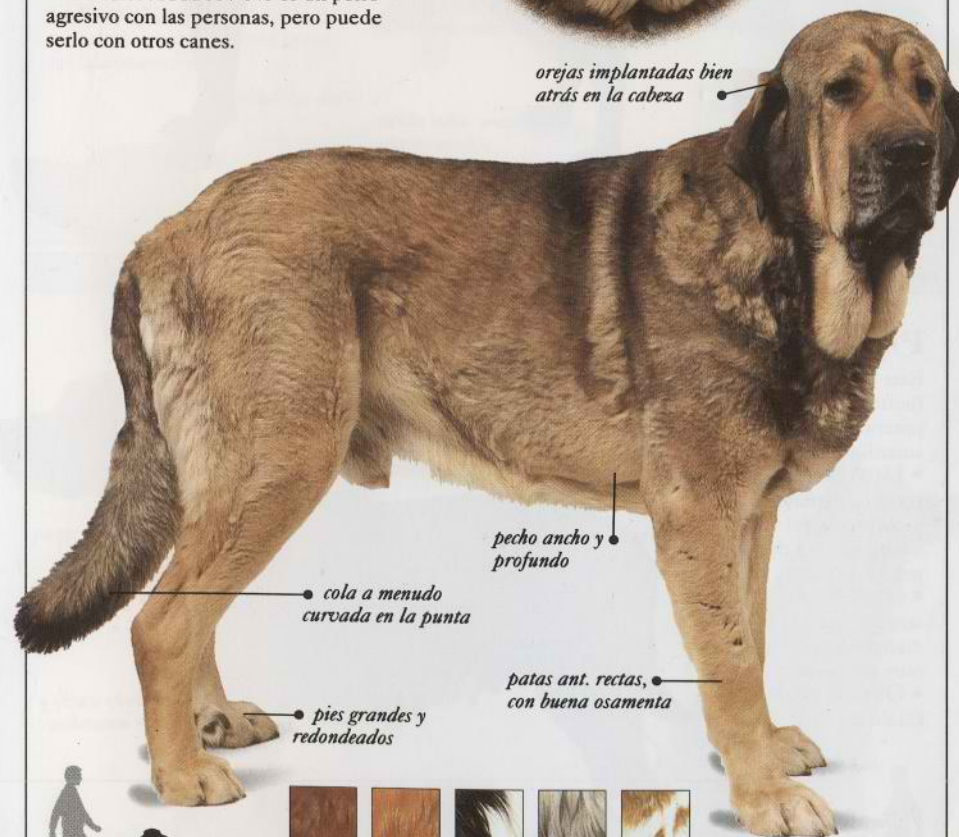 agresivo con las personas, pero puede
serlo con otros canes.
orejas implantadas bien
atrás en la cabeza
pecho ancho y
profundo
cola a menudo
curvada en la punta
patas ant. rectas,
con buena osamenta
pies grandes y
redondeados